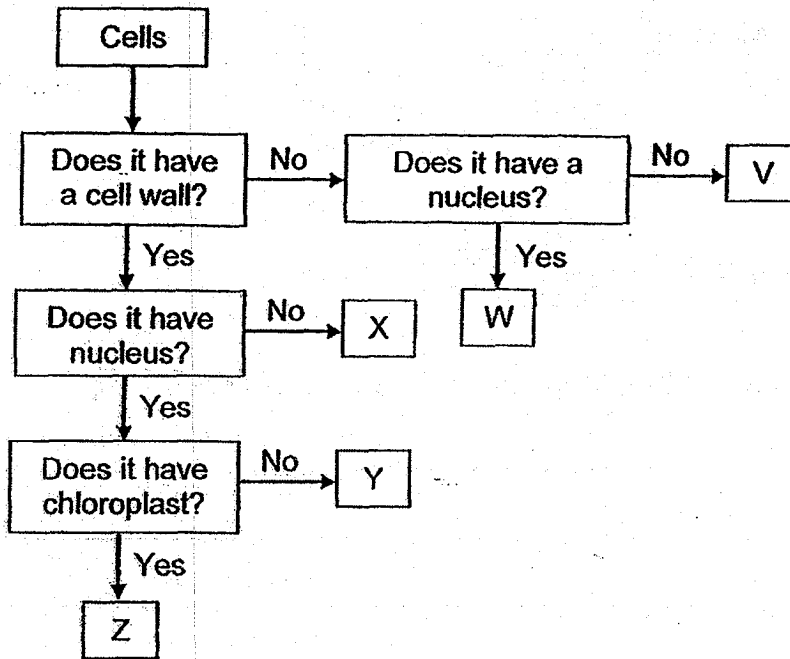 Cells
Does it have
a cell wall?
No
Does it have a
nucleus?
No
V
Yes
Yes
Does it have
nucleus?
No
X
W
Yes
Does it have
chloroplast?
No
Y
Yes
Z